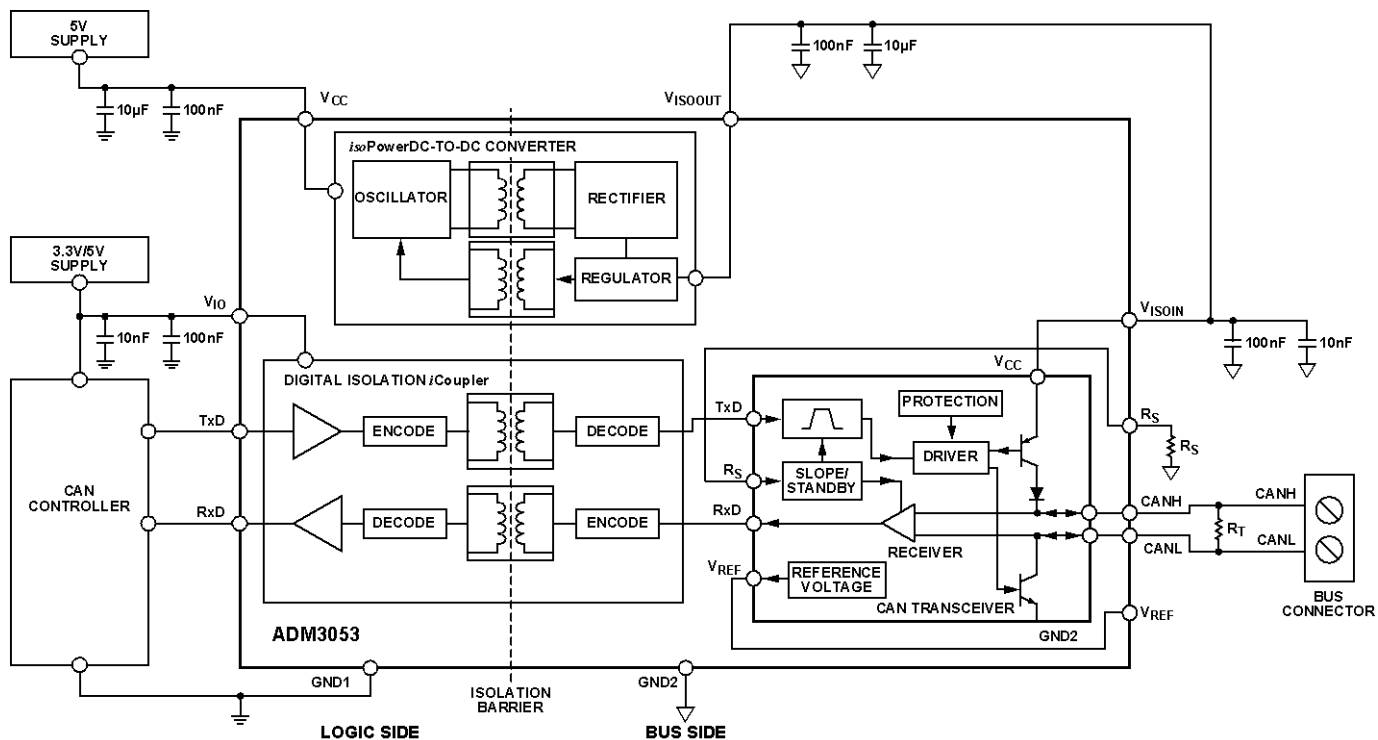 5V
SUPPLY
10µF
100nF
VCC
VISOOUT
100nF
10µF
isoPowerDC-TO-DC CONVERTER
OSCILLATOR
RECTIFIER
REGULATOR
3.3V/5V
SUPPLY
VIO
10nF
100nF
VISOIN
100nF
10nF
DIGITAL ISOLATION iCoupler
VCC
TxD
ENCODE
DECODE
TxD
PROTECTION
DRIVER
RS
RS
RS
SLOPE/
STANDBY
CAN
CONTROLLER
RxD
DECODE
ENCODE
RxD
RECEIVER
CANH
CANH
RT
CANL
CANL
VREF
REFERENCE
VOLTAGE
CAN TRANSCEIVER
GND2
VREF
BUS
CONNECTOR
ADM3053
GND1
ISOLATION
BARRIER
GND2
LOGIC SIDE
BUS SIDE